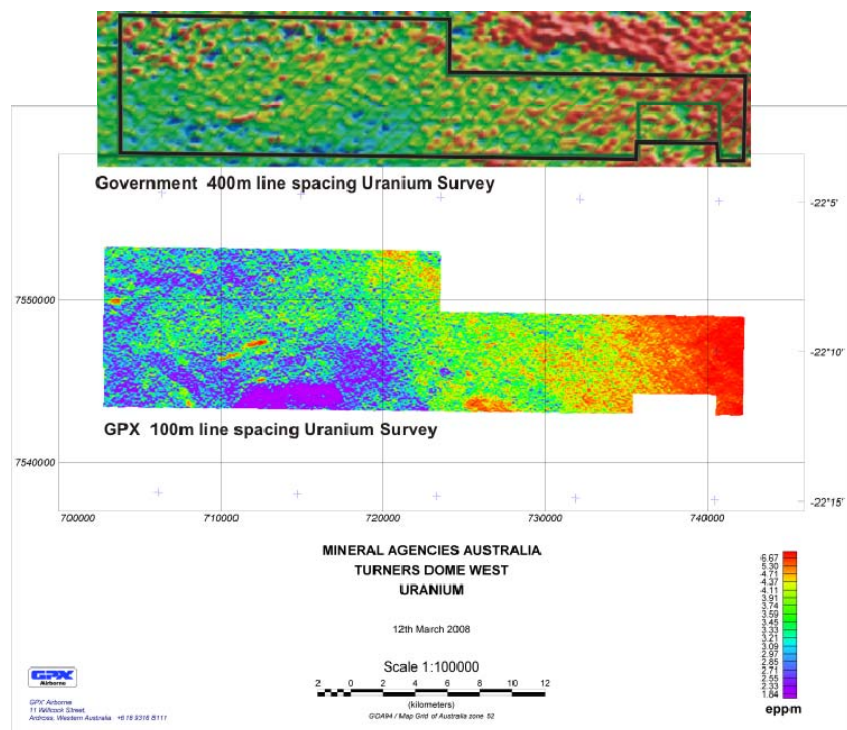 Government 400m line spacing Uranium Survey
-22°5'
7550000
-22°10'
GPX 100m line spacing Uranium Survey
7540000
-22°15'
700000 710000 720000 730000 740000
MINERAL AGENCIES AUSTRALIA
TURNERS DOME WEST
URANIUM
12th March 2008
Scale 1:100000
2 0 2 4 6 8 10 12
(kilometers)
GDA94 / Map Grid of Australia zone 52
6.67
5.30
4.71
4.37
4.11
3.91
3.74
3.59
3.45
3.33
3.21
3.09
2.97
2.85
2.71
2.55
2.33
1.84
eppm
GPX
Airborne
GPX Airborne
11 Willcock Street,
Ardross, Western Australia +6 18 9316 8111